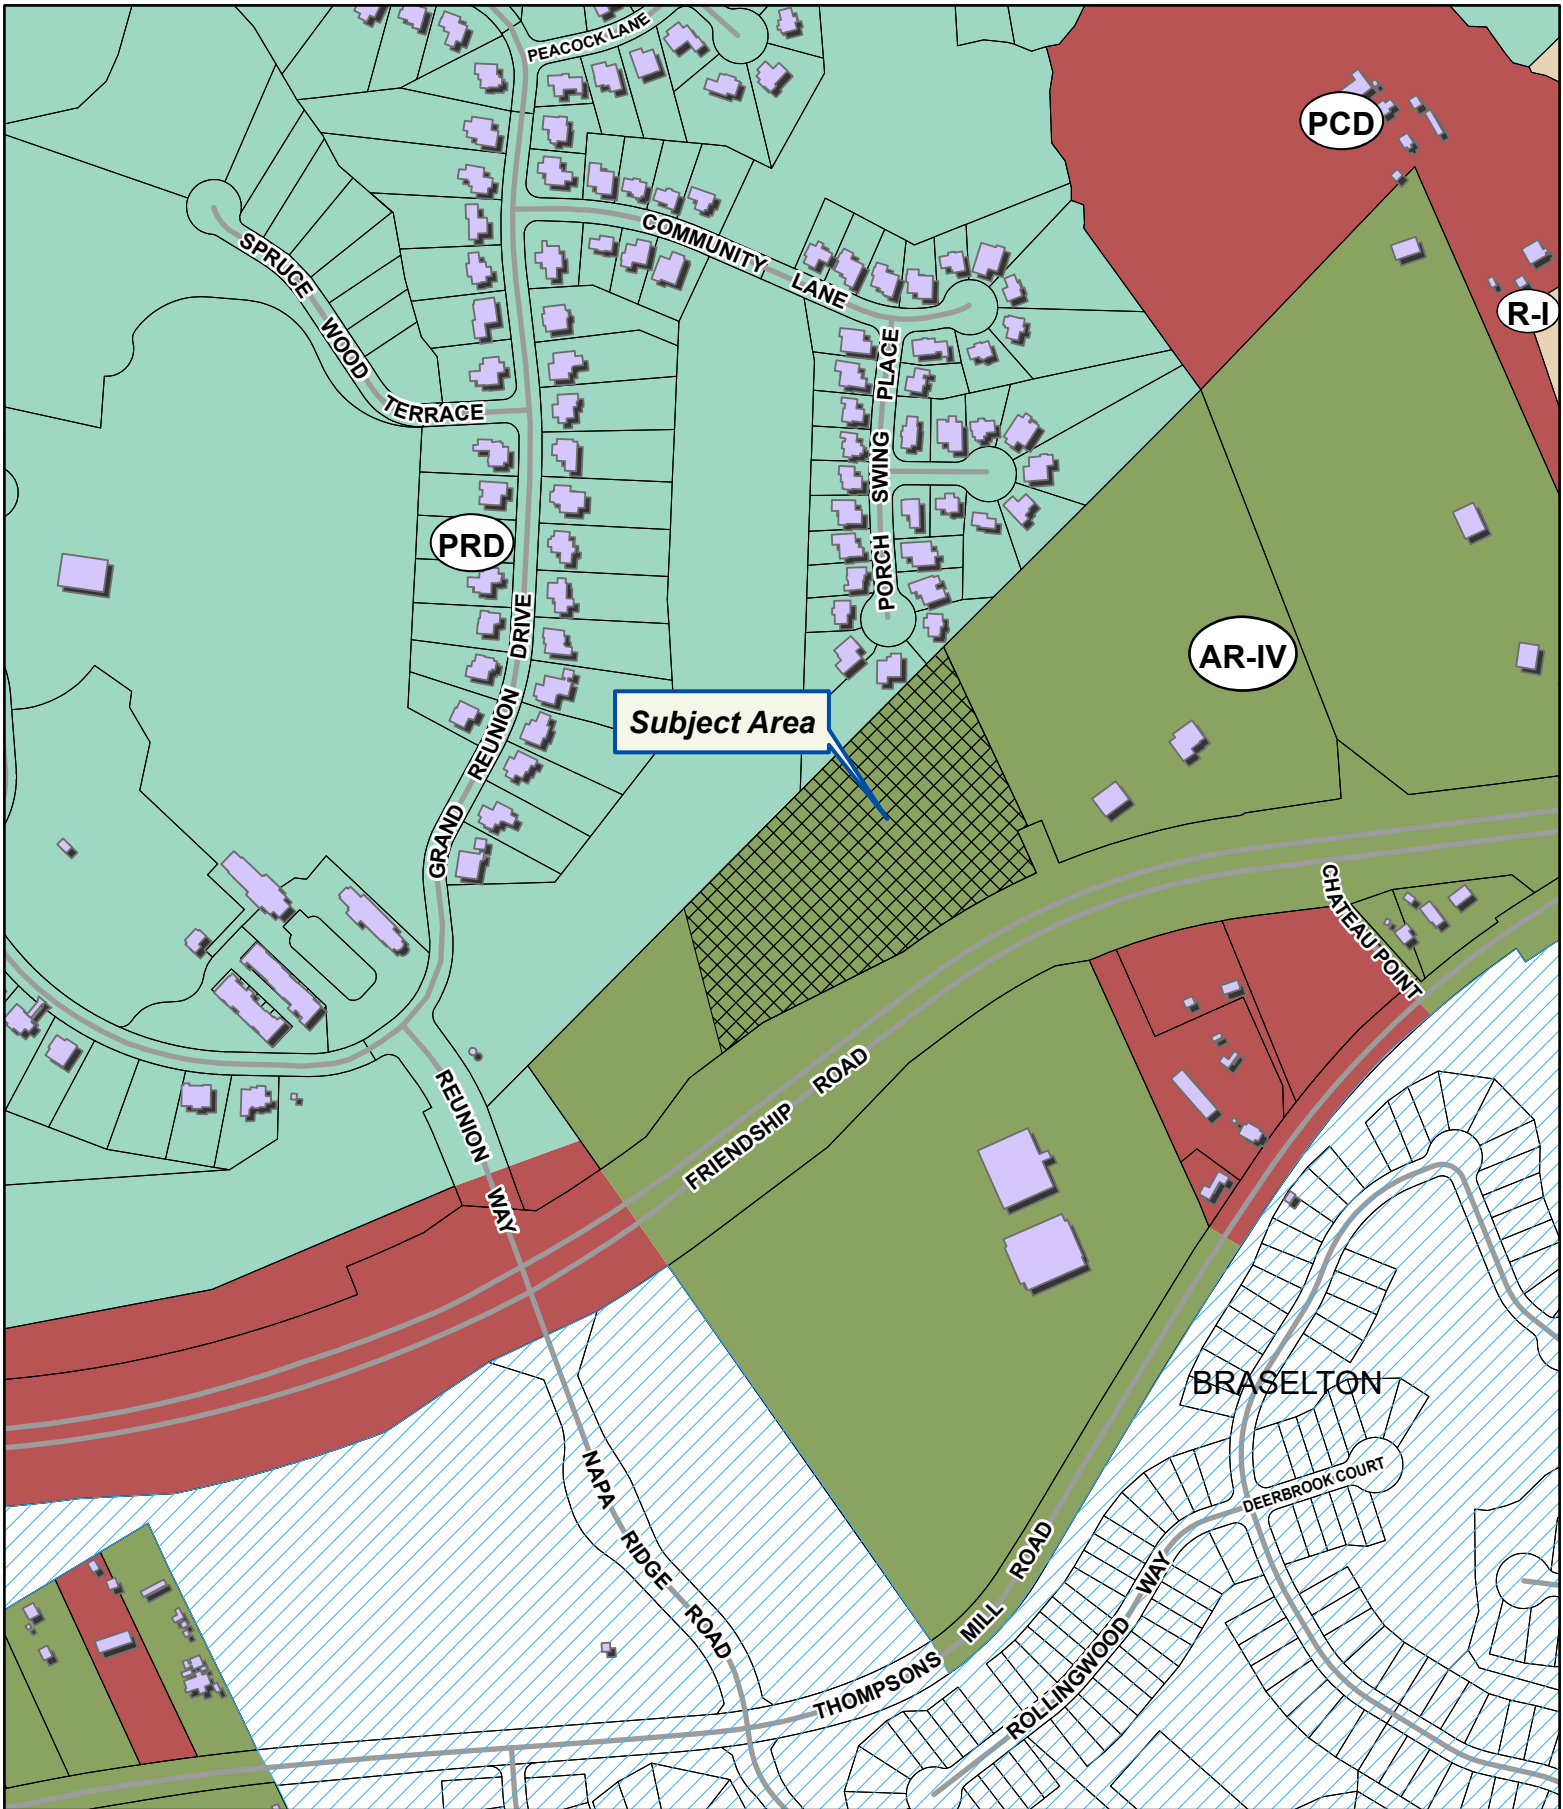 PEACOCK LANE
PCD
COMMUNITY LANE
SPRUCE WOOD TERRACE
R-I
PORCH SWING PLACE
PRD
AR-IV
Subject Area
GRAND REUNION DRIVE
CHATEAU POINT
FRIENDSHIP ROAD
REUNION WAY
BRASELTON
NAPA RIDGE ROAD
DEERBROOK COURT
THOMPSONS MILL ROAD
ROLLINGWOOD WAY